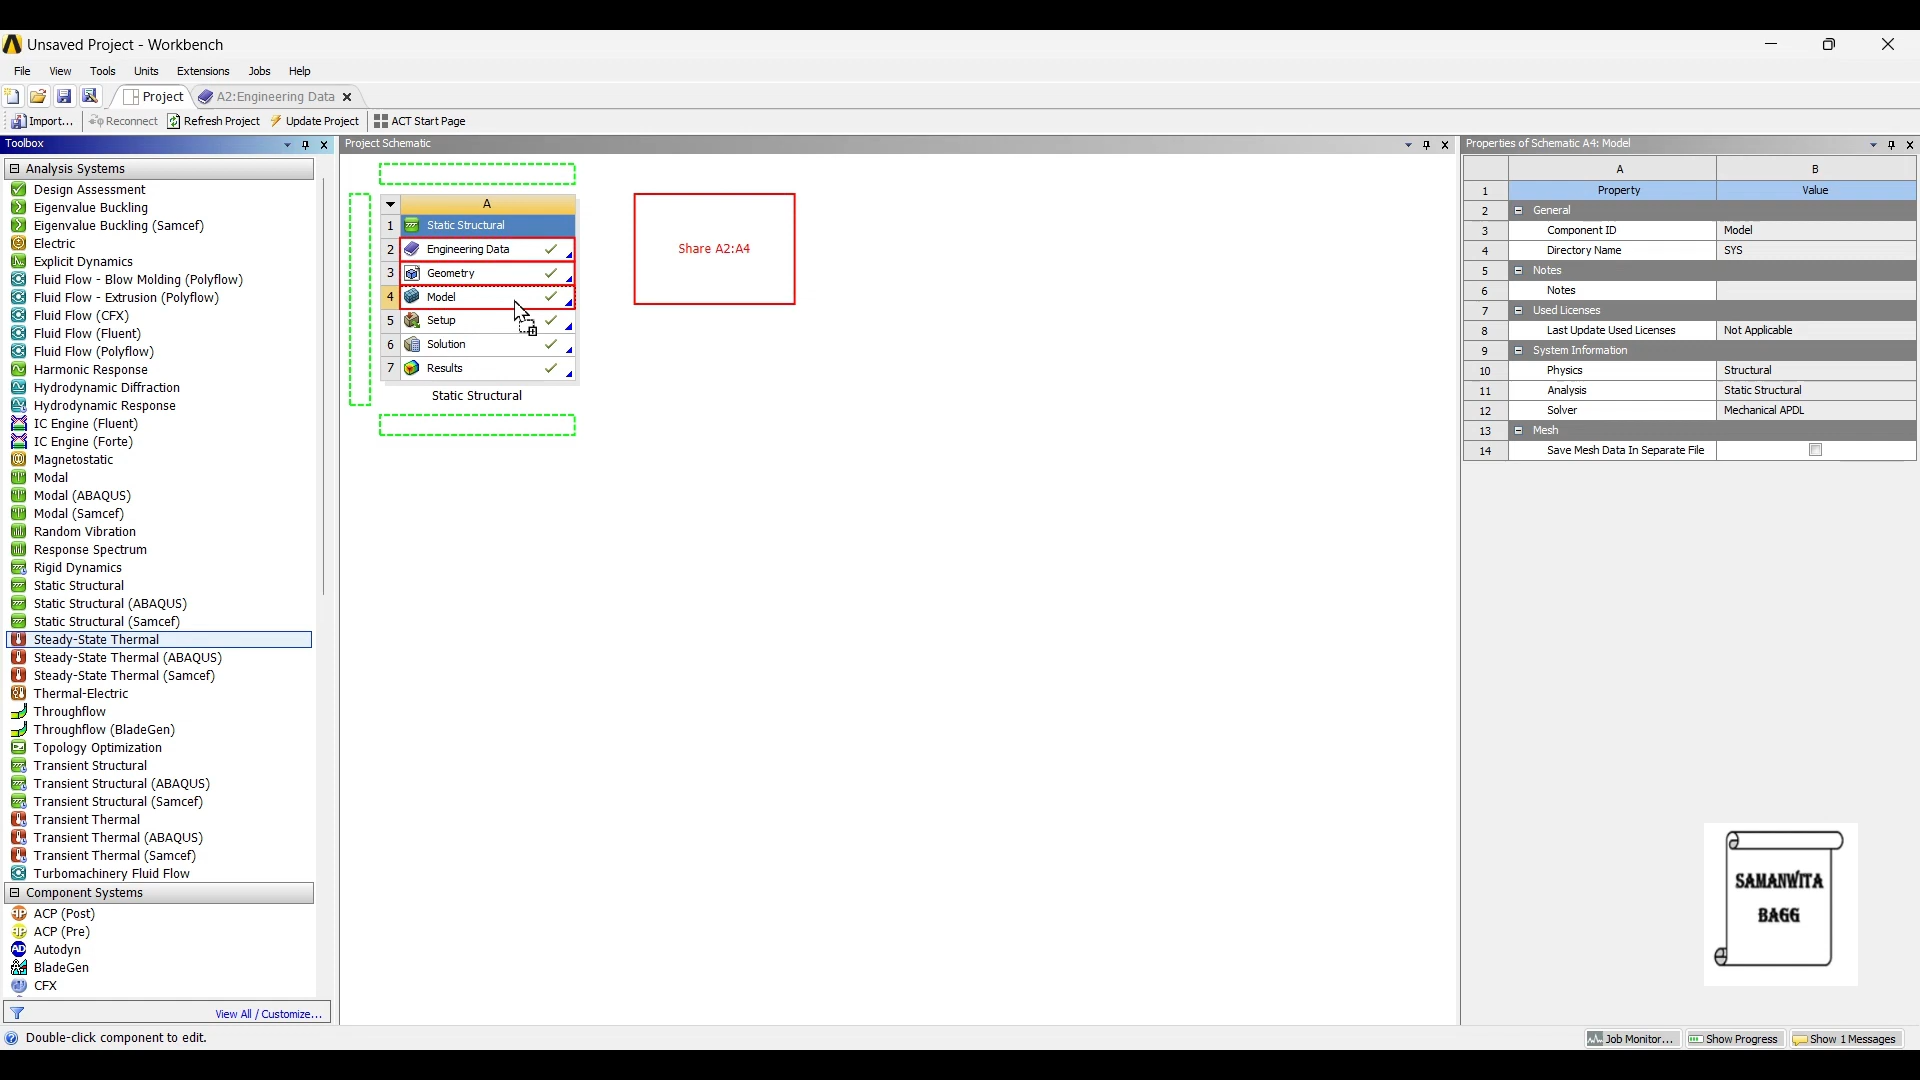 Unsaved Project - Workbench
File View Tools Units Extensions Jobs Help
Project A2:Engineering Data
Import... Reconnect Refresh Project Update Project ACT Start Page
Toolbox
Analysis Systems
Design Assessment
Eigenvalue Buckling
Eigenvalue Buckling (Samcef)
Electric
Explicit Dynamics
Fluid Flow - Blow Molding (Polyflow)
Fluid Flow - Extrusion (Polyflow)
Fluid Flow (CFX)
Fluid Flow (Fluent)
Fluid Flow (Polyflow)
Harmonic Response
Hydrodynamic Diffraction
Hydrodynamic Response
IC Engine (Fluent)
IC Engine (Forte)
Magnetostatic
Modal
Modal (ABAQUS)
Modal (Samcef)
Random Vibration
Response Spectrum
Rigid Dynamics
Static Structural
Static Structural (ABAQUS)
Static Structural (Samcef)
Steady-State Thermal
Steady-State Thermal (ABAQUS)
Steady-State Thermal (Samcef)
Thermal-Electric
Throughflow
Throughflow (BladeGen)
Topology Optimization
Transient Structural
Transient Structural (ABAQUS)
Transient Structural (Samcef)
Transient Thermal
Transient Thermal (ABAQUS)
Transient Thermal (Samcef)
Turbomachinery Fluid Flow
Component Systems
ACP (Post)
ACP (Pre)
Autodyn
BladeGen
CFX
View All / Customize...
Project Schematic
A
1 Static Structural
2 Engineering Data
3 Geometry
4 Model
5 Setup
6 Solution
7 Results
Static Structural
Share A2:A4
Properties of Schematic A4: Model
A B
1 Property Value
2 General
3 Component ID Model
4 Directory Name SYS
5 Notes
6 Notes
7 Used Licenses
8 Last Update Used Licenses Not Applicable
9 System Information
10 Physics Structural
11 Analysis Static Structural
12 Solver Mechanical APDL
13 Mesh
14 Save Mesh Data In Separate File
SAMANWITA
BAGG
Double-click component to edit.
Job Monitor... Show Progress Show 1 Messages